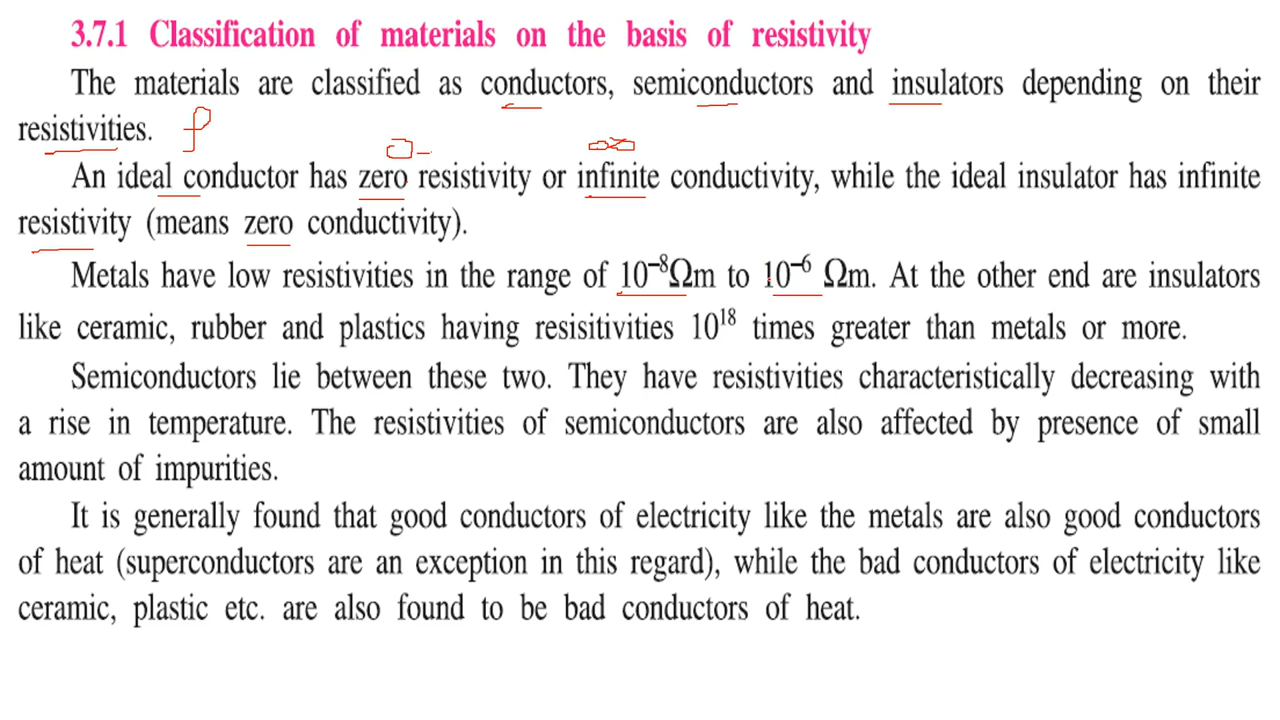 3.7.1 Classification of materials on the basis of resistivity
The materials are classified as conductors, semiconductors and insulators depending on their
resistivities. ρ
0 ∞
An ideal conductor has zero resistivity or infinite conductivity, while the ideal insulator has infinite
resistivity (means zero conductivity).
Metals have low resistivities in the range of 10⁻⁸Ωm to 10⁻⁶ Ωm. At the other end are insulators
like ceramic, rubber and plastics having resisitivities 10¹⁸ times greater than metals or more.
Semiconductors lie between these two. They have resistivities characteristically decreasing with
a rise in temperature. The resistivities of semiconductors are also affected by presence of small
amount of impurities.
It is generally found that good conductors of electricity like the metals are also good conductors
of heat (superconductors are an exception in this regard), while the bad conductors of electricity like
ceramic, plastic etc. are also found to be bad conductors of heat.